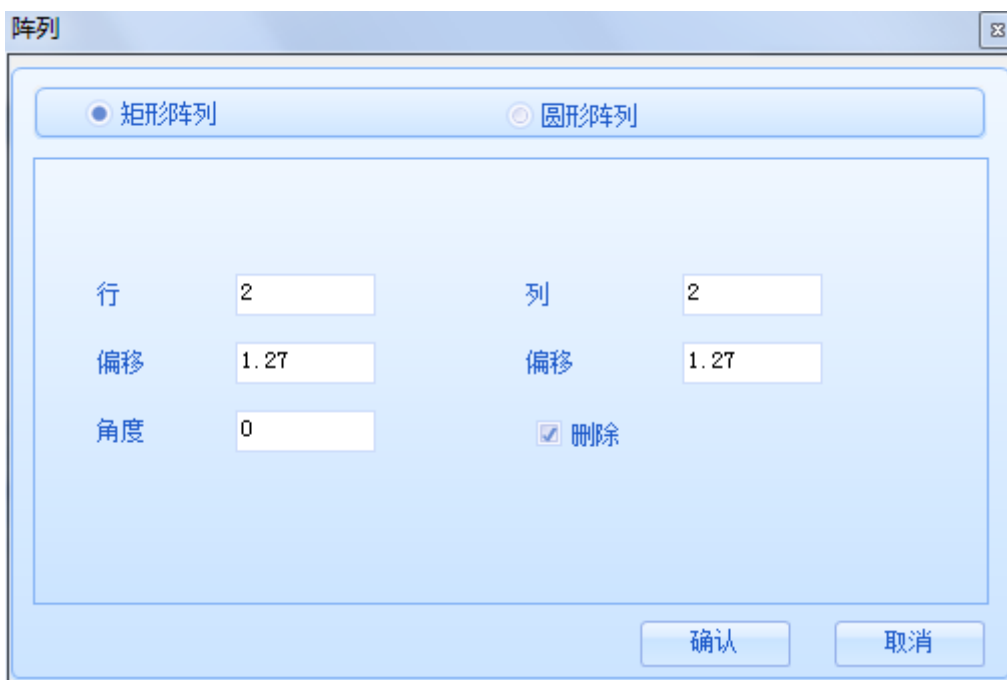 阵列
矩形阵列 圆形阵列
行 2 列 2
偏移 1.27 偏移 1.27
角度 0 删除
确认 取消